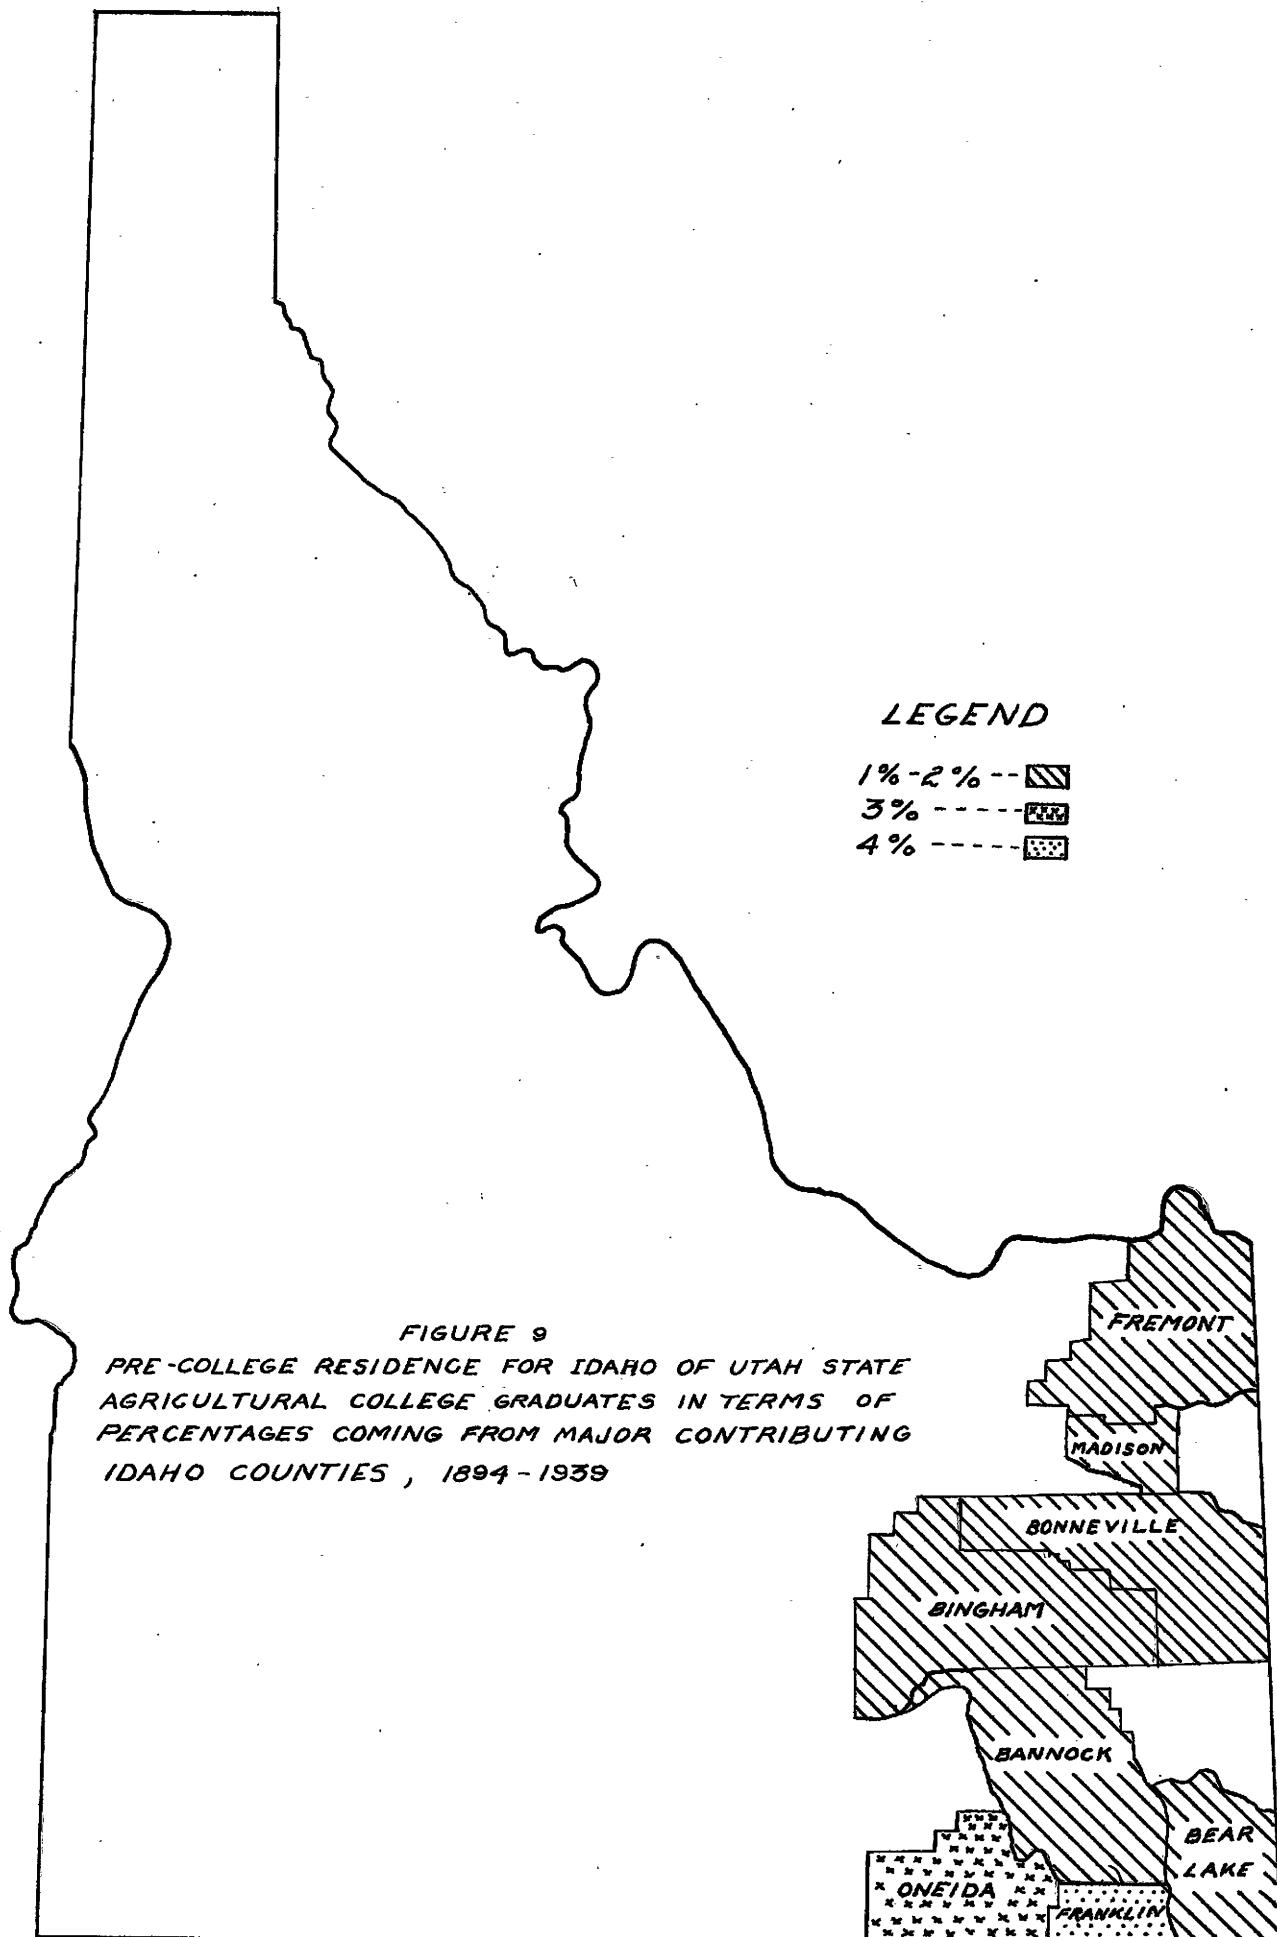 LEGEND
1%-2%--
3%-----
4%-----
FREMONT
FIGURE 9
PRE-COLLEGE RESIDENCE FOR IDAHO OF UTAH STATE
AGRICULTURAL COLLEGE GRADUATES IN TERMS OF
PERCENTAGES COMING FROM MAJOR CONTRIBUTING
IDAHO COUNTIES, 1894-1939
MADISON
BONNEVILLE
BINGHAM
BANNOCK
BEAR
LAKE
ONEIDA
FRANKLIN